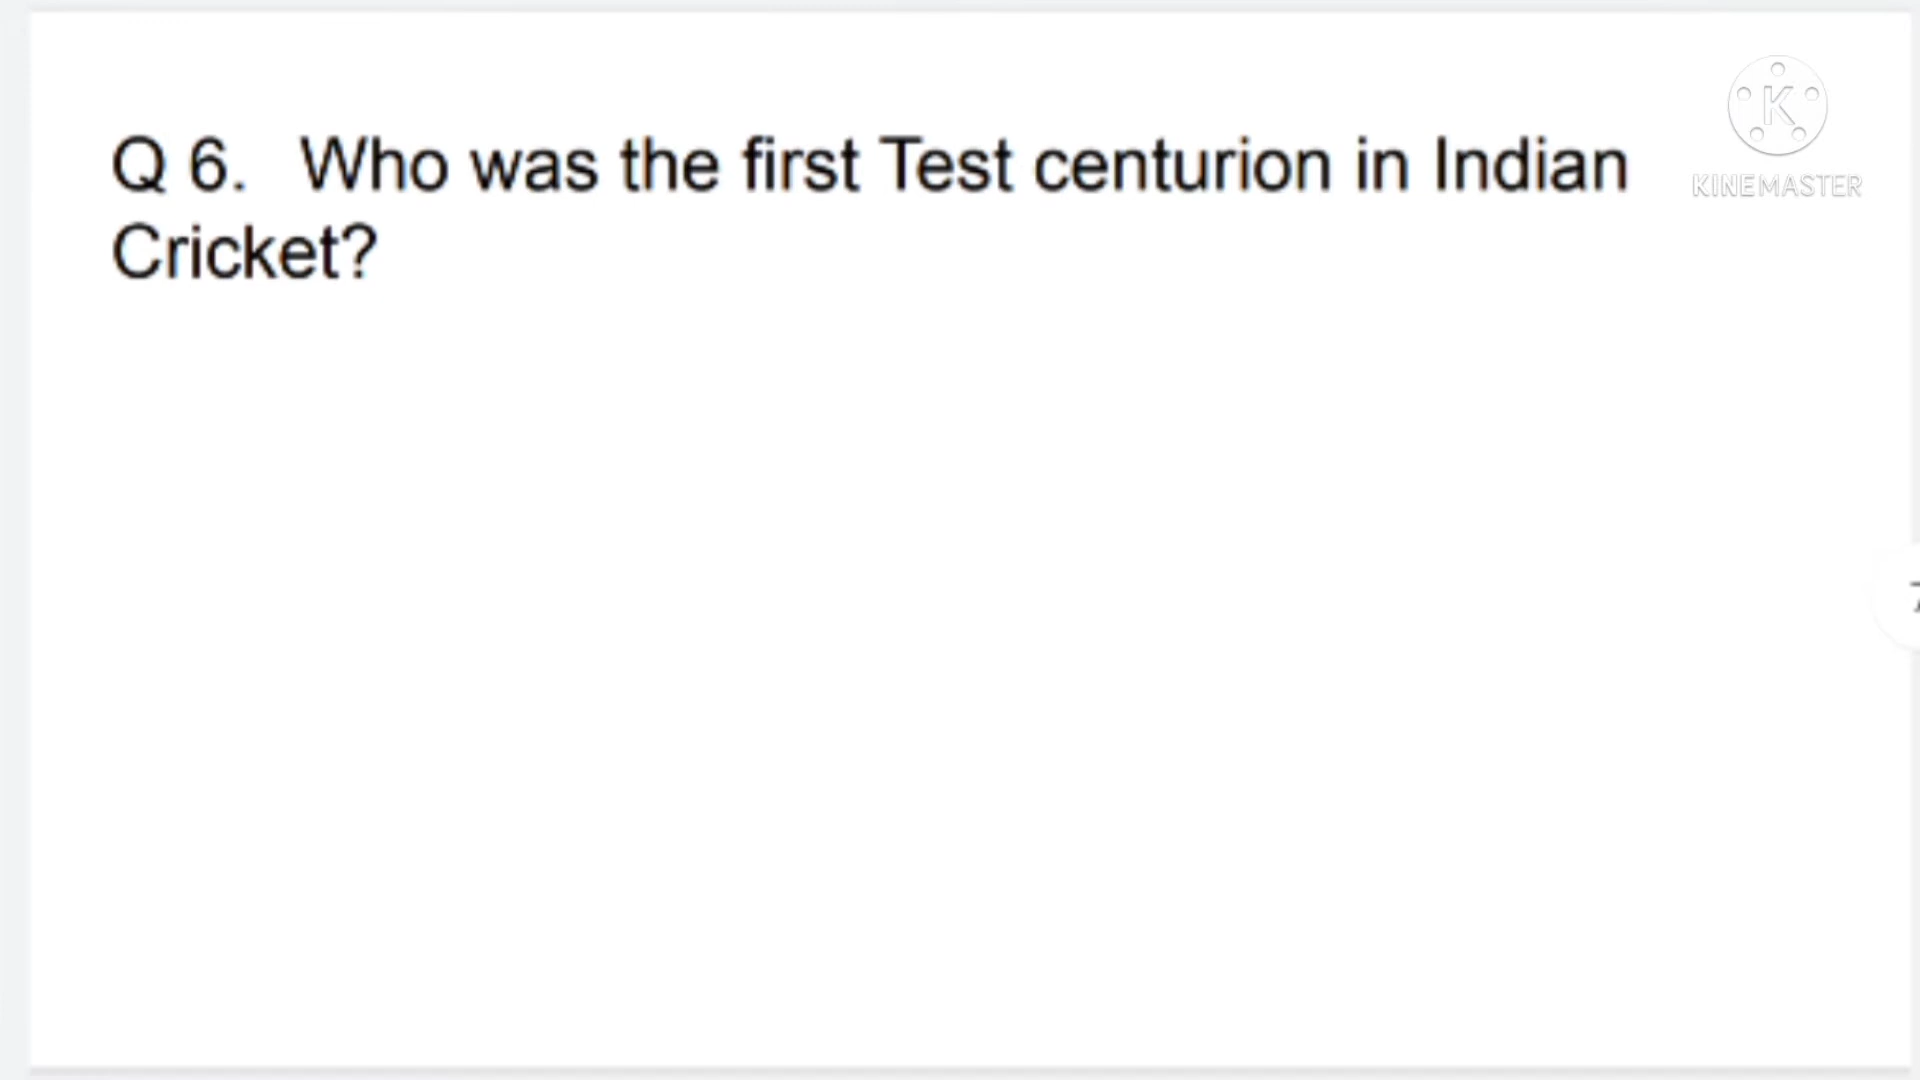 Q 6. Who was the first Test centurion in Indian
Cricket?
K
KINEMASTER